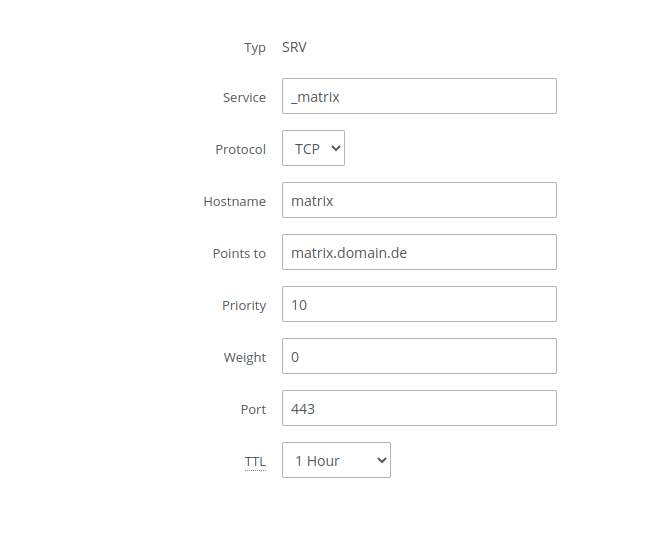 Typ SRV
Service _matrix
Protocol TCP
Hostname matrix
Points to matrix.domain.de
Priority 10
Weight 0
Port 443
TTL 1 Hour